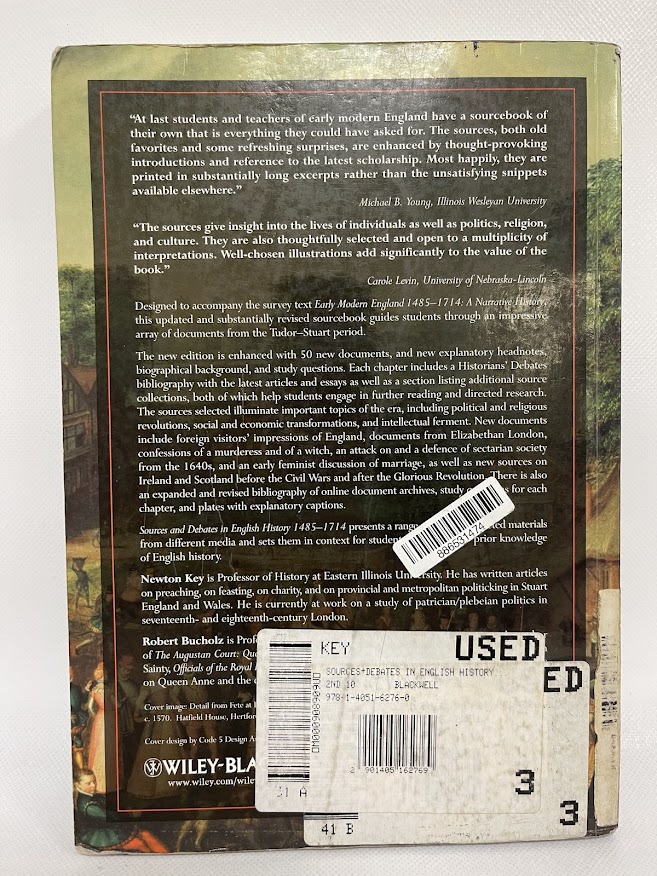 “At last students and teachers of early modern England have a sourcebook of
their own that is everything they could have asked for. The sources, both old
favorites and some refreshing surprises, are enhanced by thought-provoking
introductions and reference to the latest scholarship. Most happily, they are
printed in substantially long excerpts rather than the unsatisfying snippets
available elsewhere.”
Michael B. Young, Illinois Wesleyan University
“The sources give insight into the lives of individuals as well as politics, religion,
and culture. They are also thoughtfully selected and open to a multiplicity of
interpretations. Well-chosen illustrations add significantly to the value of the
book.”
Carole Levin, University of Nebraska-Lincoln
Designed to accompany the survey text Early Modern England 1485–1714: A Narrative History,
this updated and substantially revised sourcebook guides students through an impressive
array of documents from the Tudor–Stuart period.
The new edition is enhanced with 50 new documents, and new explanatory headnotes,
biographical background, and study questions. Each chapter includes a Historians’ Debates
bibliography with the latest articles and essays as well as a section listing additional source
collections, both of which help students engage in further reading and directed research.
The sources selected illuminate important topics of the era, including political and religious
revolutions, social and economic transformations, and intellectual ferment. New documents
include foreign visitors’ impressions of England, documents from Elizabethan London,
confessions of a murderess and of a witch, an attack on and a defence of sectarian society
from the 1640s, and an early feminist discussion of marriage, as well as new sources on
Ireland and Scotland before the Civil Wars and after the Glorious Revolution. There is also
an expanded and revised bibliography of online document archives, study for each
chapter, and plates with explanatory captions.
Sources and Debates in English History 1485–1714 presents a range materials
from different media and sets them in context for prior knowledge
of English history.
886531474
Newton Key is Professor of History at Eastern Illinois University. He has written articles
on preaching, on feasting, on charity, and on provincial and metropolitan politicking in Stuart
England and Wales. He is currently at work on a study of patrician/plebeian politics in
seventeenth- and eighteenth-century London.
Robert Bucholz is
of The Augustan Court:
Sainty, Officials of the Royal
on Queen Anne and the
Cover image: Detail from Fete at
c. 1570. Hatfield House,
Cover design by Code 5 Design
WILEY-BLA
www.wiley.com/wile
KEY USED
SOURCES+DEBATES IN ENGLISH HISTORY
2ND 10 BLACKWELL
978-1-4051-6276-0
2 901405 162769
3
ED
3
41 B